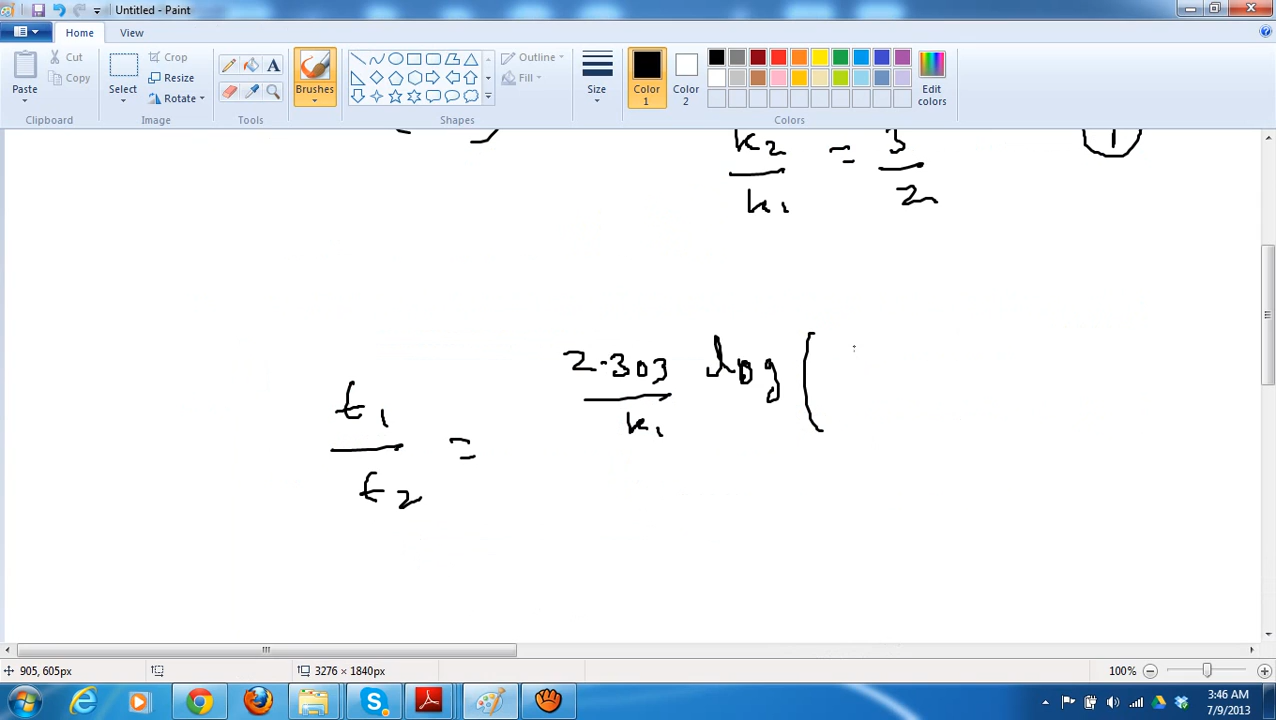 Untitled - Paint
Home View
Paste
Cut
Copy
Clipboard
Select
Crop
Resize
Rotate
Image
A
Tools
Brushes
Outline
Fill
Shapes
Size
Color 1
Color 2
Edit colors
Colors
k2 / k1 = 3 / 2
1
t1 / t2 = 2.303 / k1 log (
905, 605px
3276 × 1840px
100%
3:46 AM
7/9/2013